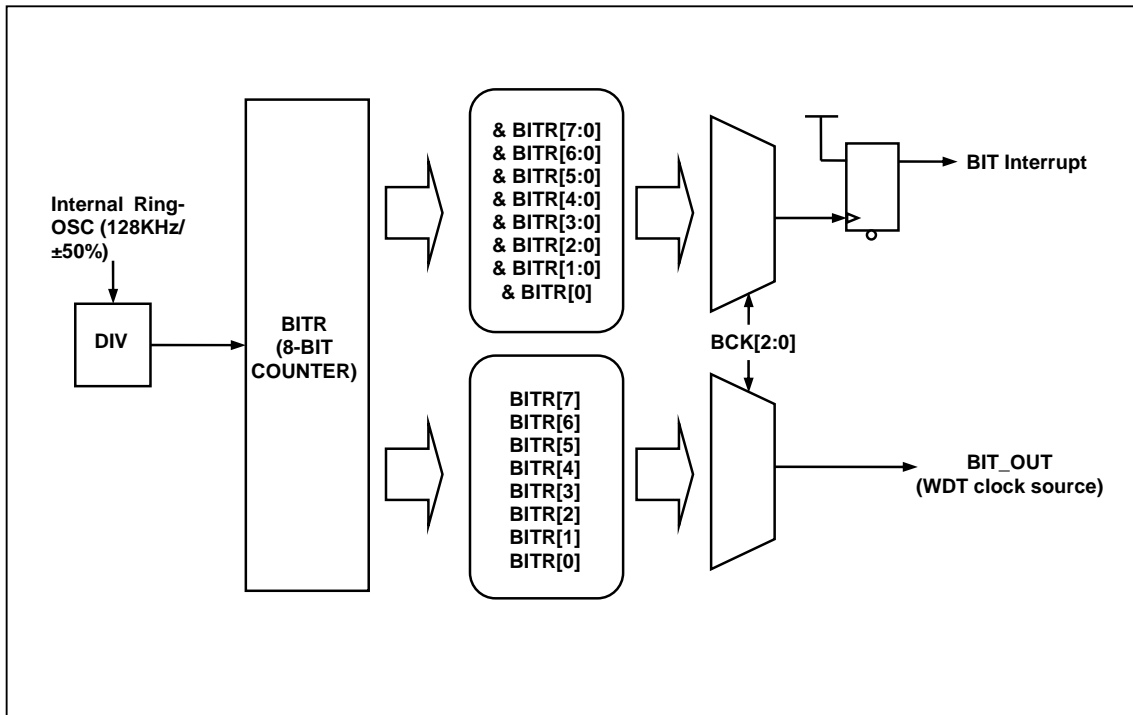 Internal Ring-
OSC (128KHz/
±50%)
DIV
BITR
(8-BIT
COUNTER)
& BITR[7:0]
& BITR[6:0]
& BITR[5:0]
& BITR[4:0]
& BITR[3:0]
& BITR[2:0]
& BITR[1:0]
& BITR[0]
BITR[7]
BITR[6]
BITR[5]
BITR[4]
BITR[3]
BITR[2]
BITR[1]
BITR[0]
BCK[2:0]
BIT Interrupt
BIT_OUT
(WDT clock source)